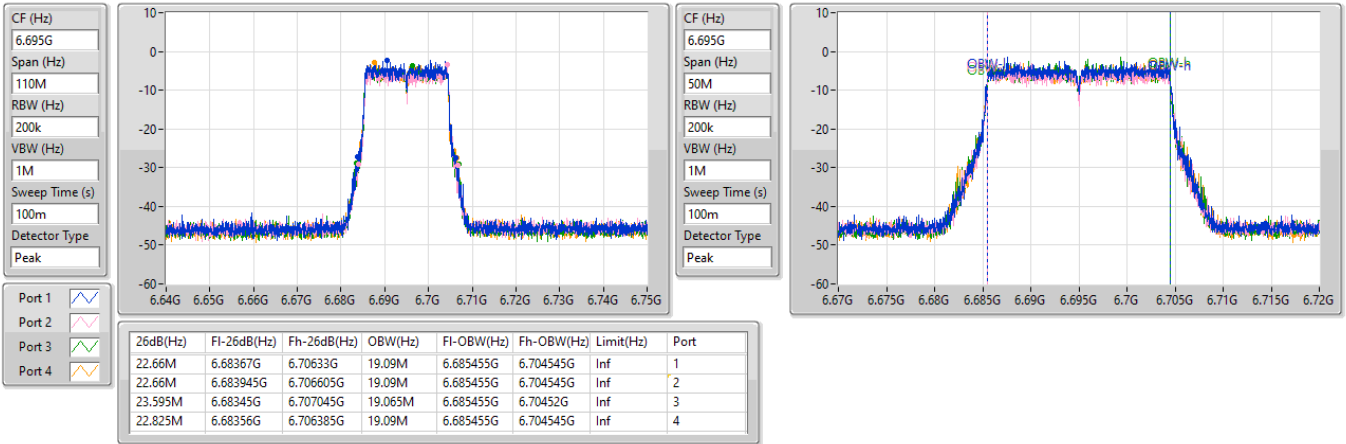 CF (Hz)
6.695G
Span (Hz)
110M
RBW (Hz)
200k
VBW (Hz)
1M
Sweep Time (s)
100m
Detector Type
Peak
10
0
-10
-20
-30
-40
-50
-60
6.64G 6.65G 6.66G 6.67G 6.68G 6.69G 6.7G 6.71G 6.72G 6.73G 6.74G 6.75G
CF (Hz)
6.695G
Span (Hz)
50M
RBW (Hz)
200k
VBW (Hz)
1M
Sweep Time (s)
100m
Detector Type
Peak
10
0
-10
-20
-30
-40
-50
-60
OBW-h
6.67G 6.675G 6.68G 6.685G 6.69G 6.695G 6.7G 6.705G 6.71G 6.715G 6.72G
Port 1
Port 2
Port 3
Port 4
26dB(Hz) Fl-26dB(Hz) Fh-26dB(Hz) OBW(Hz) Fl-OBW(Hz) Fh-OBW(Hz) Limit(Hz) Port
22.66M 6.68367G 6.70633G 19.09M 6.685455G 6.704545G Inf 1
22.66M 6.683945G 6.706605G 19.09M 6.685455G 6.704545G Inf 2
23.595M 6.68345G 6.707045G 19.065M 6.685455G 6.70452G Inf 3
22.825M 6.68356G 6.706385G 19.09M 6.685455G 6.704545G Inf 4